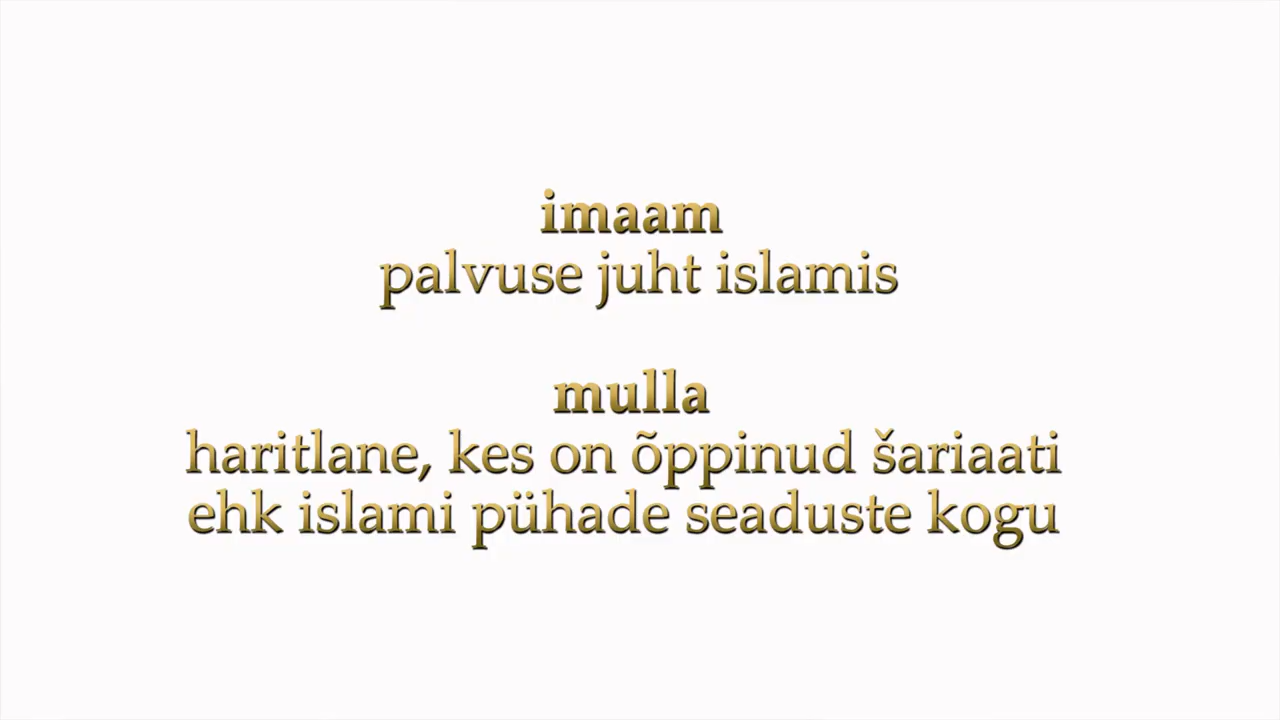 imaam
palvuse juht islamis
mulla
haritlane, kes on õppinud šariaati
ehk islami pühade seaduste kogu